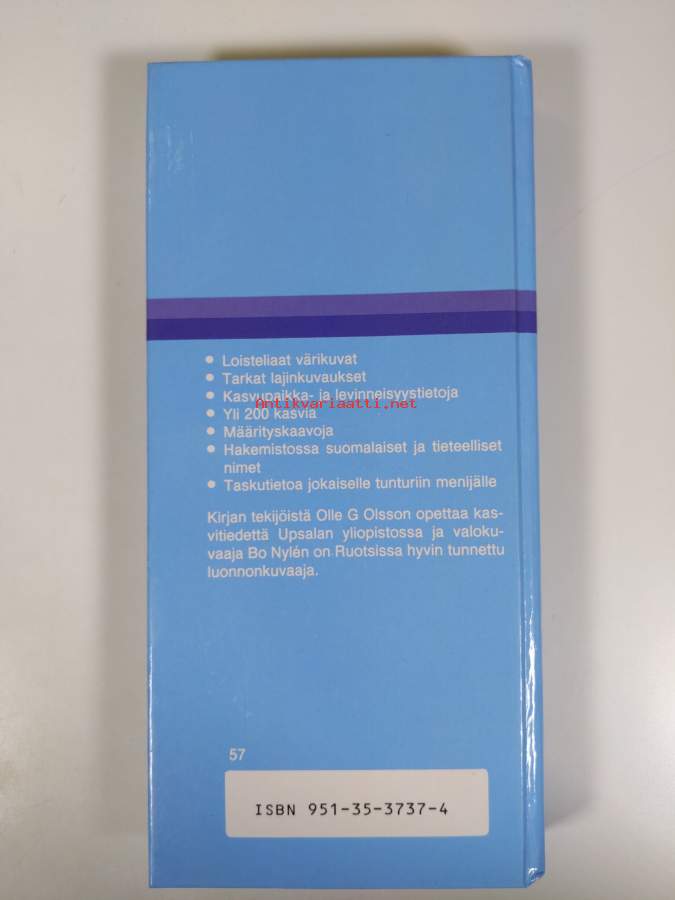 • Loisteliaat värikuvat
• Tarkat lajinkuvaukset
• Kasvupaikka- ja levinneisyystietoja
Antikvariaatti.net
• Yli 200 kasvia
• Määrityskaavoja
• Hakemistossa suomalaiset ja tieteelliset
nimet
• Taskutietoa jokaiselle tunturiin menijälle
Kirjan tekijöistä Olle G Olsson opettaa kas-
vitiedettä Upsalan yliopistossa ja valoku-
vaaja Bo Nylén on Ruotsissa hyvin tunnettu
luonnonkuvaaja.
57
ISBN 951-35-3737-4